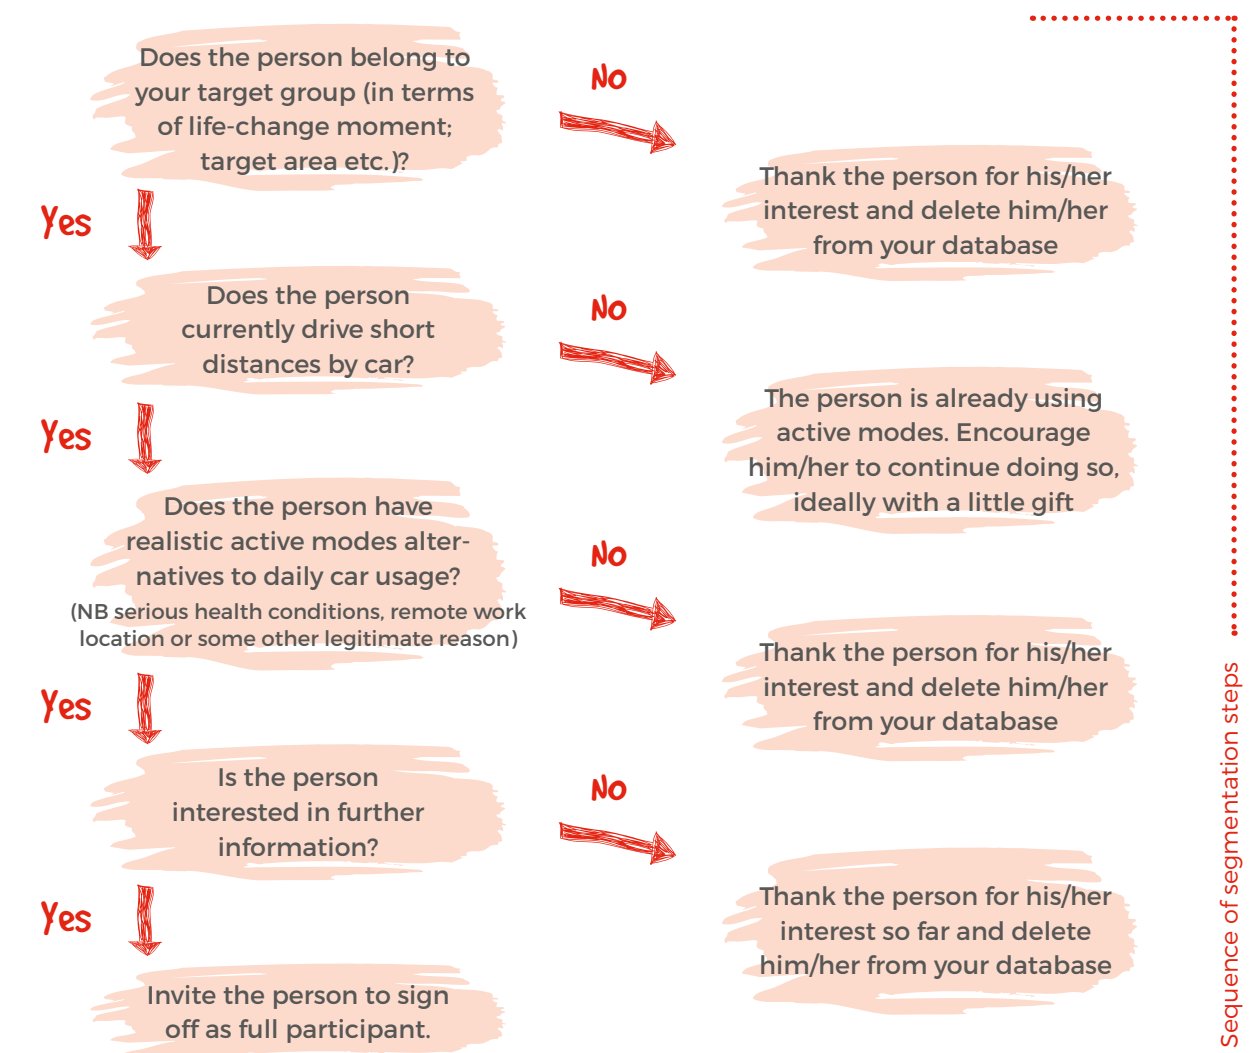 Does the person belong to
your target group (in terms
of life-change moment;
target area etc.)?
No
Thank the person for his/her
interest and delete him/her
from your database
Yes
Does the person
currently drive short
distances by car?
No
The person is already using
active modes. Encourage
him/her to continue doing so,
ideally with a little gift
Yes
Does the person have
realistic active modes alter-
natives to daily car usage?
(NB serious health conditions, remote work
location or some other legitimate reason)
No
Thank the person for his/her
interest and delete him/her
from your database
Yes
Is the person
interested in further
information?
No
Thank the person for his/her
interest so far and delete
him/her from your database
Yes
Invite the person to sign
off as full participant.
Sequence of segmentation steps